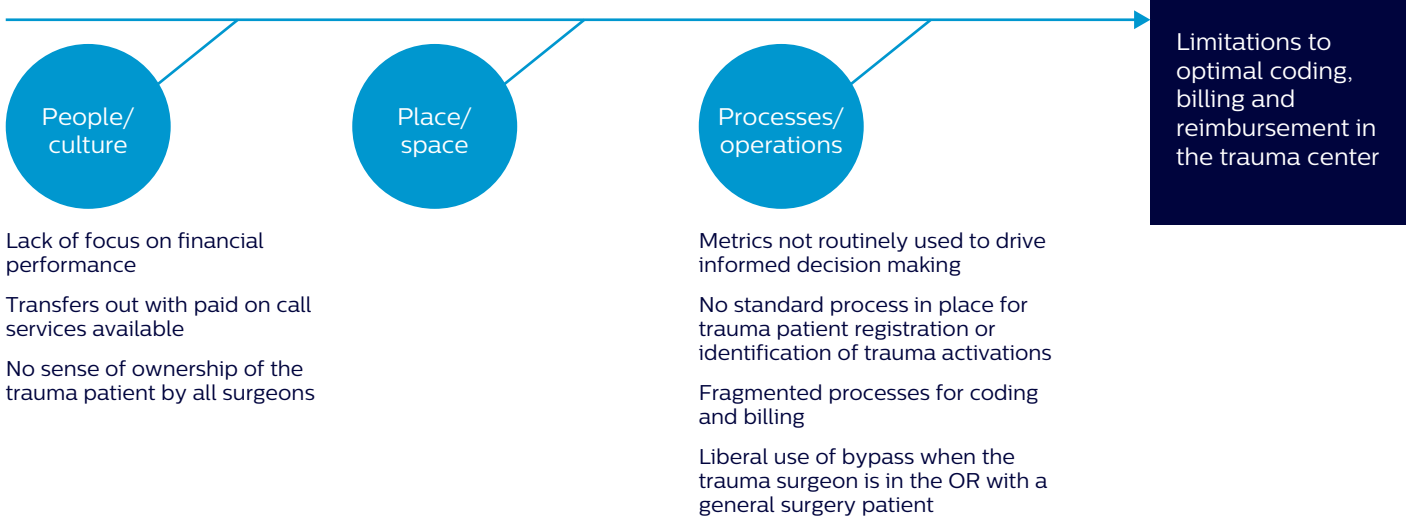 People/
culture
Place/
space
Processes/
operations
Limitations to
optimal coding,
billing and
reimbursement in
the trauma center
Lack of focus on financial
performance
Transfers out with paid on call
services available
No sense of ownership of the
trauma patient by all surgeons
Metrics not routinely used to drive
informed decision making
No standard process in place for
trauma patient registration or
identification of trauma activations
Fragmented processes for coding
and billing
Liberal use of bypass when the
trauma surgeon is in the OR with a
general surgery patient